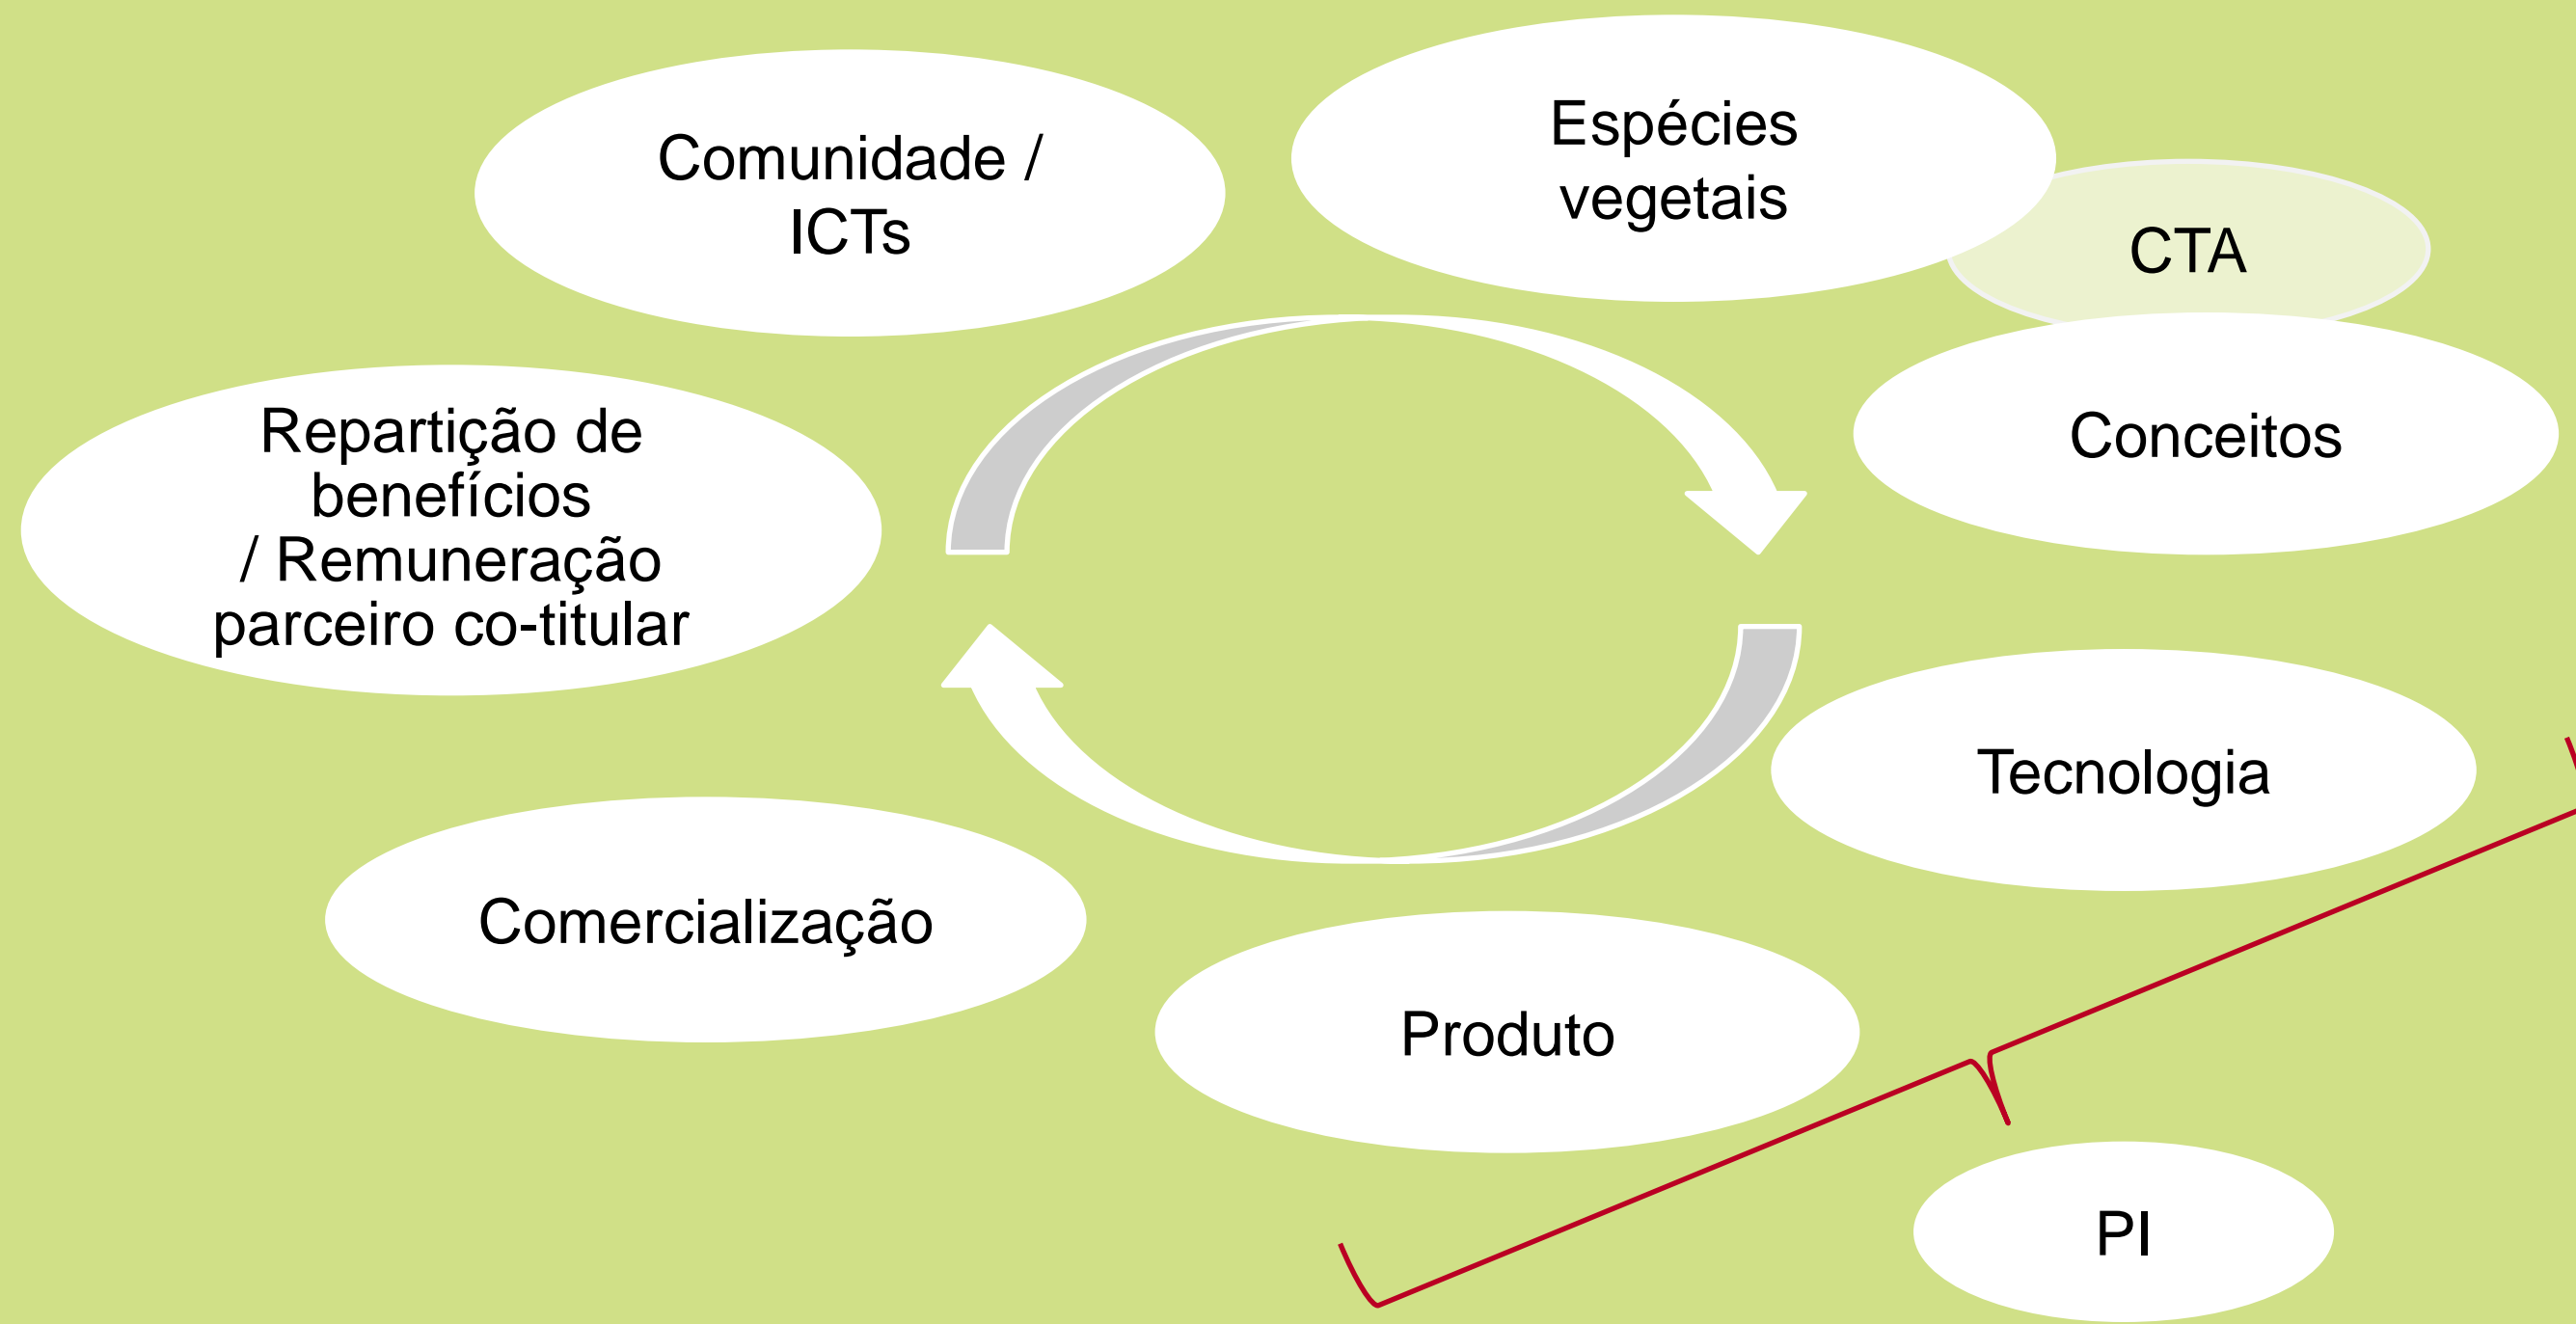 Comunidade /
ICTs
Espécies
vegetais
CTA
Conceitos
Repartição de
benefícios
/ Remuneração
parceiro co-titular
Tecnologia
Comercialização
Produto
PI